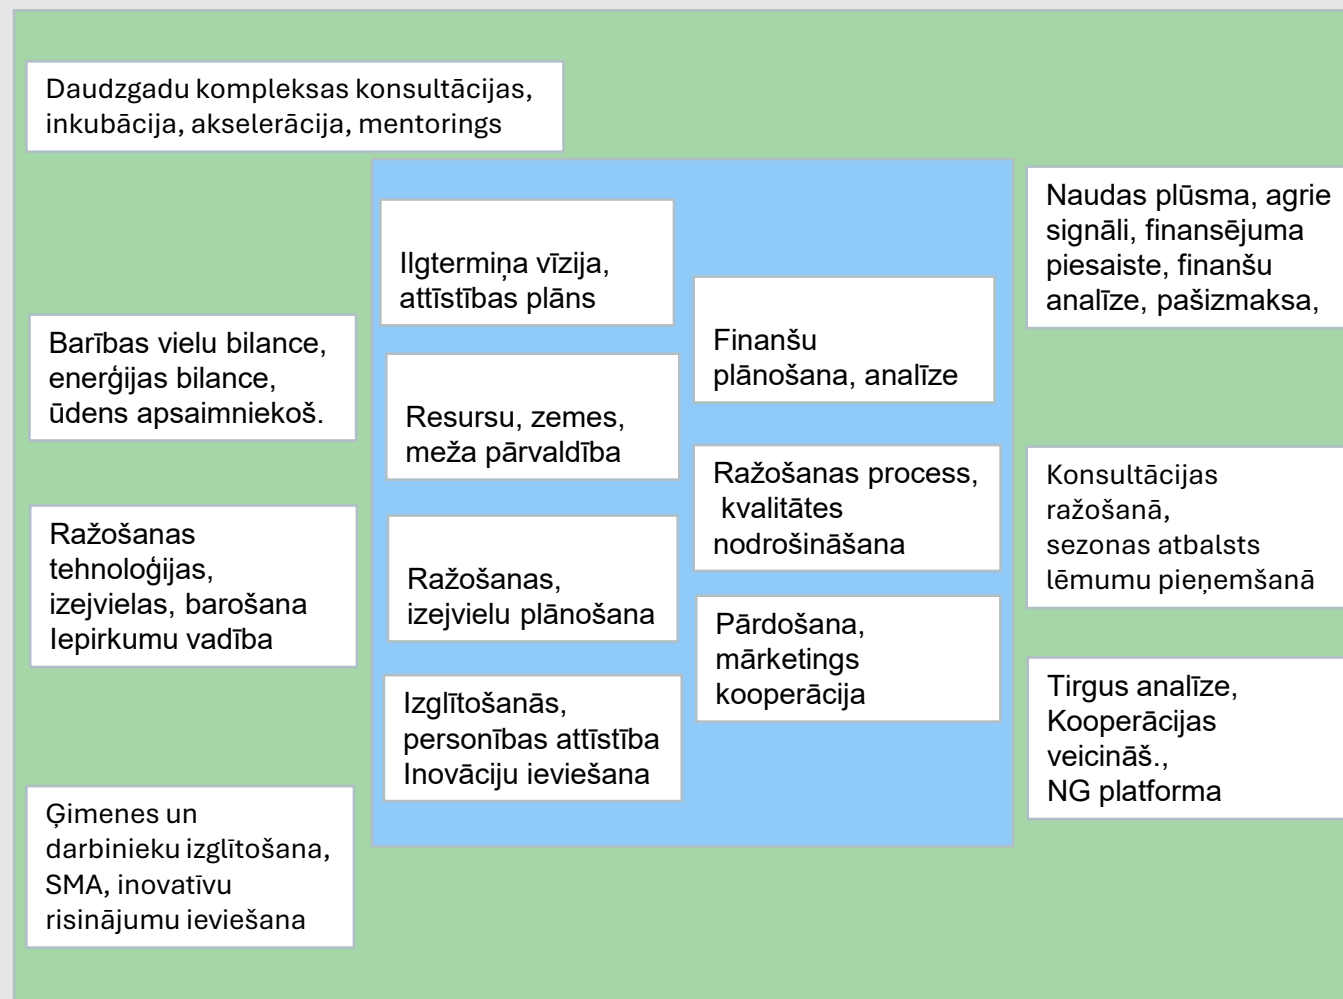 Daudzgadu kompleksas konsultācijas,
inkubācija, akselerācija, mentorings
Ilgtermiņa vīzija,
attīstības plāns
Naudas plūsma, agrie
signāli, finansējuma
piesaiste, finanšu
analīze, pašizmaksa,
Finanšu
plānošana, analīze
Barības vielu bilance,
enerģijas bilance,
ūdens apsaimniekoš.
Resursu, zemes,
meža pārvaldība
Ražošanas process,
kvalitātes
nodrošināšana
Konsultācijas
ražošanā,
sezonas atbalsts
lēmumu pieņemšanā
Ražošanas
tehnoloģijas,
izejvielas, barošana
Iepirkumu vadība
Ražošanas,
izejvielu plānošana
Pārdošana,
mārketings
kooperācija
Tirgus analīze,
Kooperācijas
veicināš.,
NG platforma
Izglītošanās,
personības attīstība
Inovāciju ieviešana
Ģimenes un
darbinieku izglītošana,
SMA, inovatīvu
risinājumu ieviešana